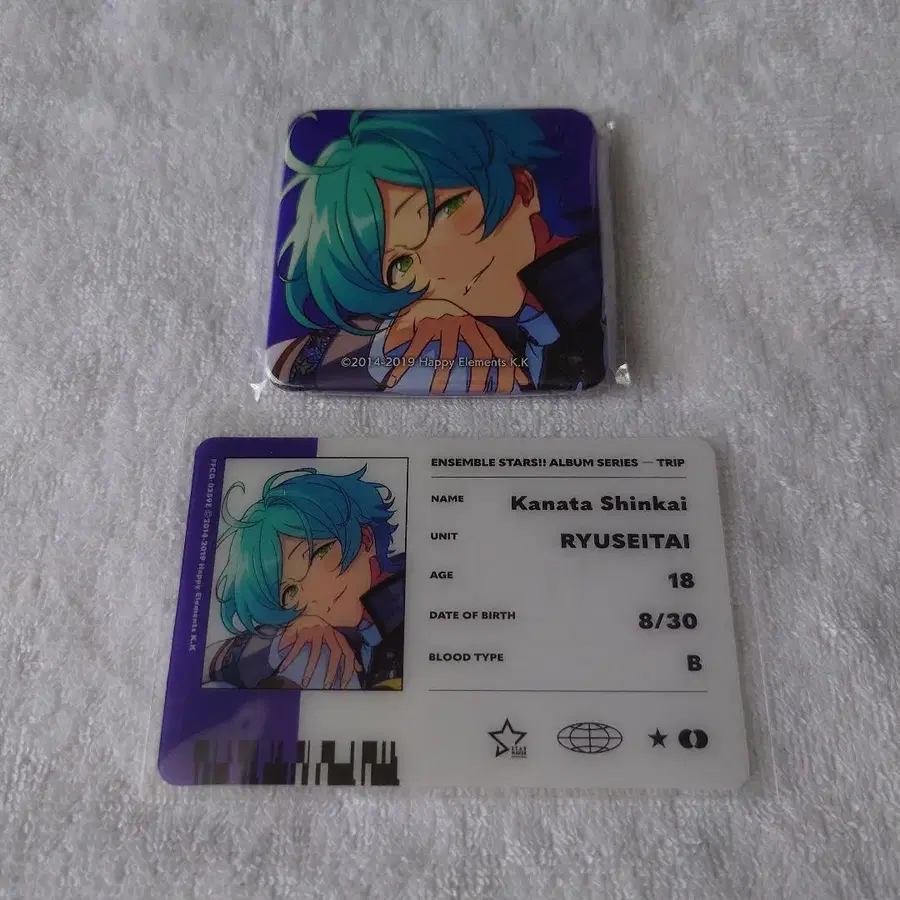 ©2014-2019 Happy Elements K.K
ENSEMBLE STARS!! ALBUM SERIES — TRIP
NAME Kanata Shinkai
UNIT RYUSEITAI
AGE 18
DATE OF BIRTH 8/30
BLOOD TYPE B
©2014-2019 Happy Elements K.K